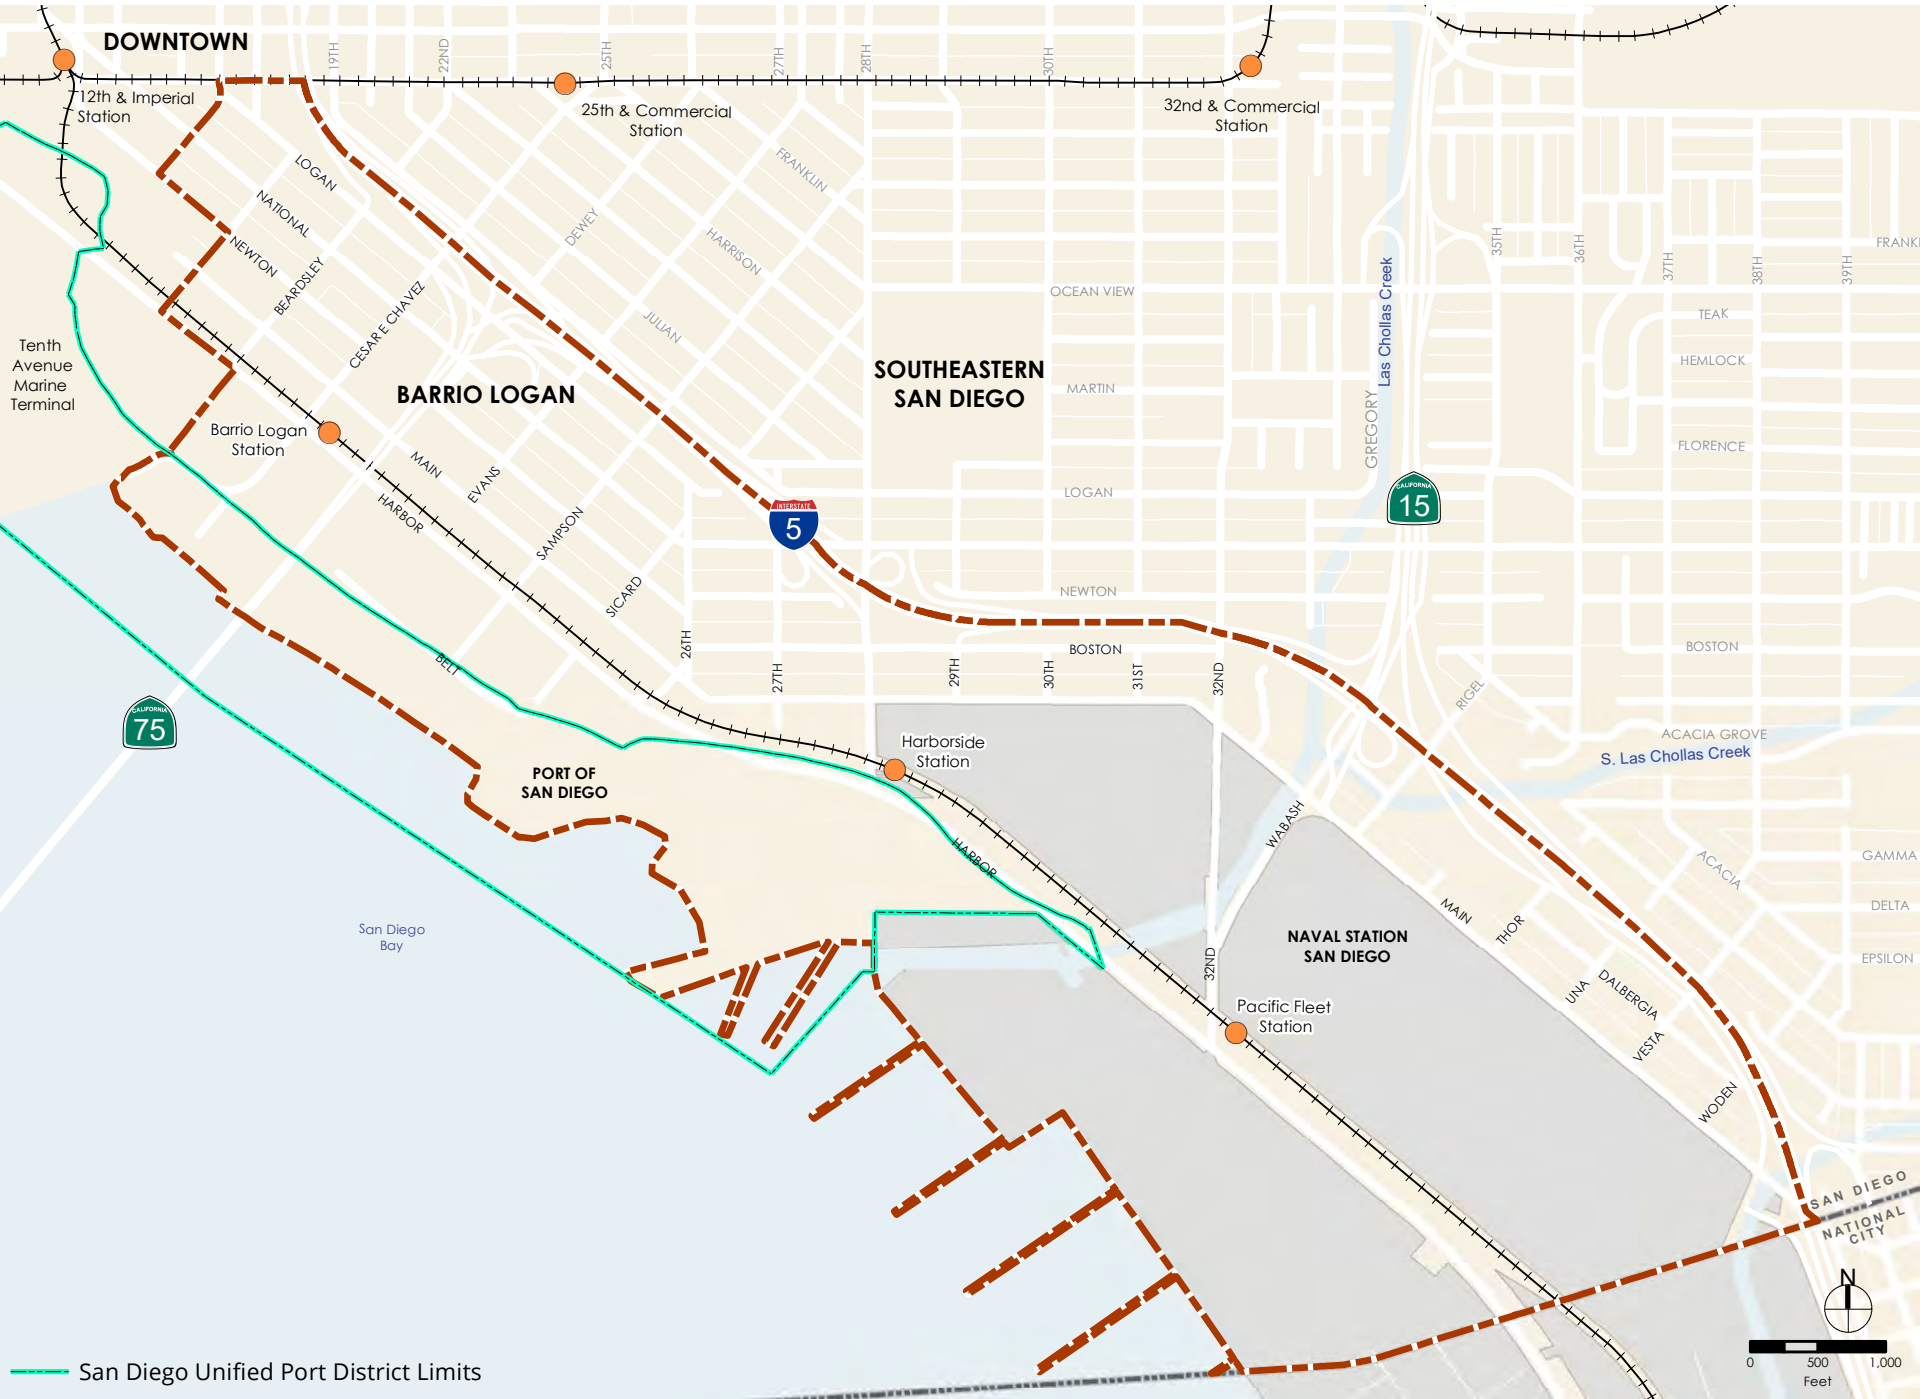 DOWNTOWN
19TH
22ND
25TH
27TH
28TH
30TH
12th & Imperial
Station
25th & Commercial
Station
32nd & Commercial
Station
LOGAN
NATIONAL
NEWTON
BEARDSLEY
CESAR E CHAVEZ
FRANKLIN
DEWEY
HARRISON
JULIAN
OCEAN VIEW
MARTIN
LOGAN
NEWTON
BOSTON
Las Chollas Creek
GREGORY
35TH
36TH
37TH
38TH
39TH
FRANKL
TEAK
HEMLOCK
FLORENCE
BOSTON
Tenth
Avenue
Marine
Terminal
BARRIO LOGAN
SOUTHEASTERN
SAN DIEGO
Barrio Logan
Station
MAIN
EVANS
HARBOR
SAMPSON
SICARD
INTERSTATE
5
CALIFORNIA
15
26TH
27TH
29TH
30TH
31ST
32ND
BELT
RIGEL
ACACIA GROVE
S. Las Chollas Creek
CALIFORNIA
75
Harborside
Station
PORT OF
SAN DIEGO
HARBOR
WABASH
ACACIA
GAMMA
DELTA
EPSILON
MAIN
THOR
NAVAL STATION
SAN DIEGO
32ND
San Diego
Bay
Pacific Fleet
Station
UNA
DALBERGIA
VESTA
WODEN
SAN DIEGO
NATIONAL
CITY
N
0 500 1,000
Feet
San Diego Unified Port District Limits